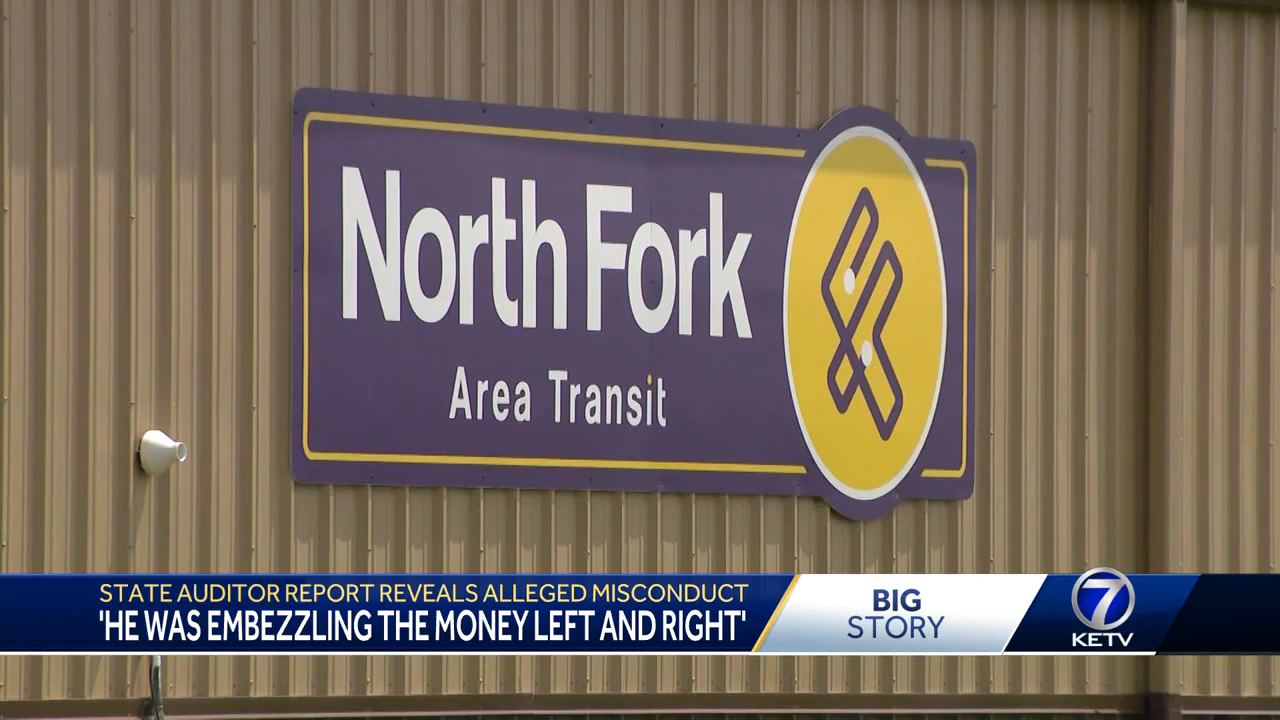 North Fork
Area Transit
STATE AUDITOR REPORT REVEALS ALLEGED MISCONDUCT
'HE WAS EMBEZZLING THE MONEY LEFT AND RIGHT'
BIG
STORY
7
KETV